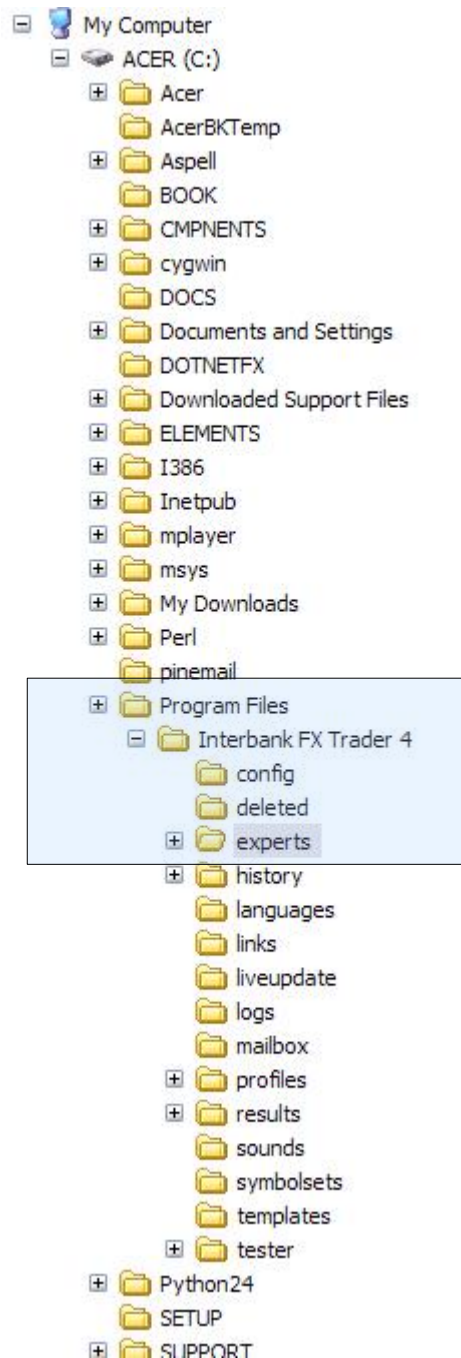 My Computer
ACER (C:)
Acer
AcerBKTemp
Aspell
BOOK
CMPNENTS
cygwin
DOCS
Documents and Settings
DOTNETFX
Downloaded Support Files
ELEMENTS
I386
Inetpub
mplayer
msys
My Downloads
Perl
pinemail
Program Files
Interbank FX Trader 4
config
deleted
experts
history
languages
links
liveupdate
logs
mailbox
profiles
results
sounds
symbolsets
templates
tester
Python24
SETUP
SUPPORT